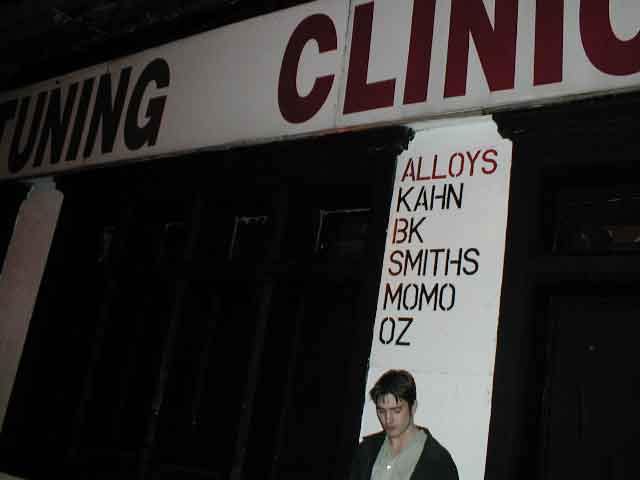 TUNING CLINIC
ALLOYS
KAHN
BK
SMITHS
MOMO
OZ